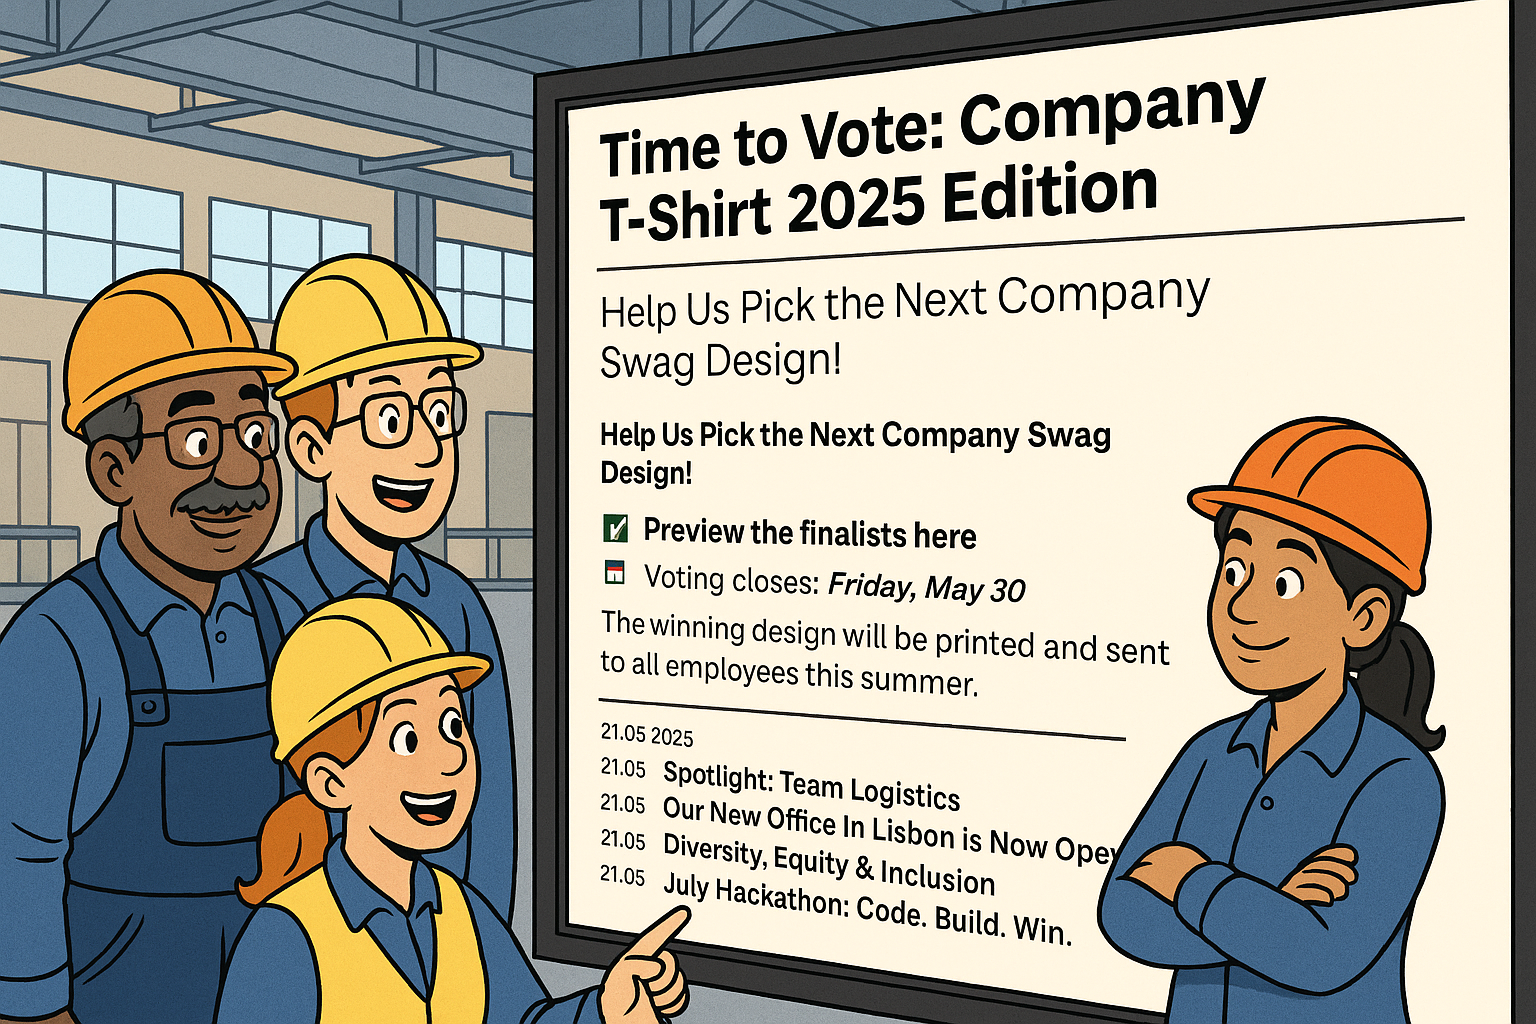 Time to Vote: Company
T-Shirt 2025 Edition
Help Us Pick the Next Company
Swag Design!
Help Us Pick the Next Company Swag
Design!
Preview the finalists here
Voting closes: Friday, May 30
The winning design will be printed and sent
to all employees this summer.
21.05 2025
21.05 Spotlight: Team Logistics
21.05 Our New Office In Lisbon is Now
21.05 Diversity, Equity & Inclusion
21.05 July Hackathon: Code. Build. Win.